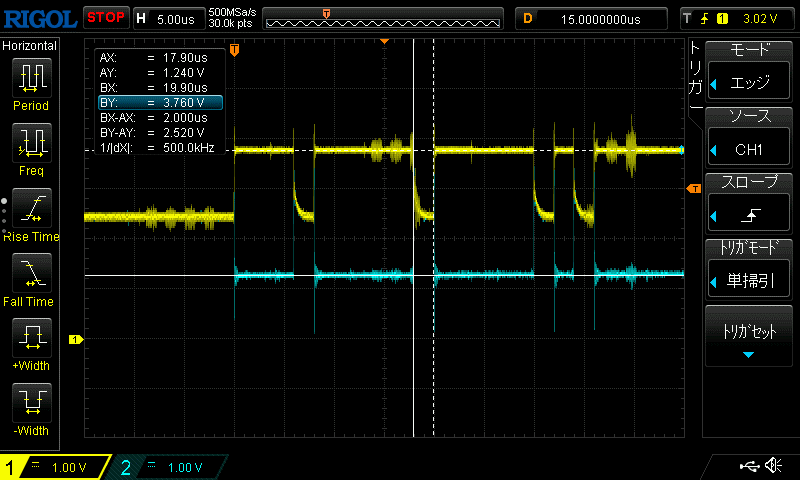 RIGOL STOP H 5.00us 500MSa/s 30.0k pts T D 15.0000000us T 1 3.02 V
Horizontal
Period
Freq
Rise Time
Fall Time
+Width
-Width
T
AX: = 17.90us
AY: = 1.240 V
BX: = 19.90us
BY: = 3.760 V
BX-AX: = 2.000us
BY-AY: = 2.520 V
1/|dX|: = 500.0kHz
T
1
トリガー
モード
エッジ
ソース
CH1
スロープ
トリガモード
単掃引
トリガセット
1 = 1.00 V 2 = 1.00 V